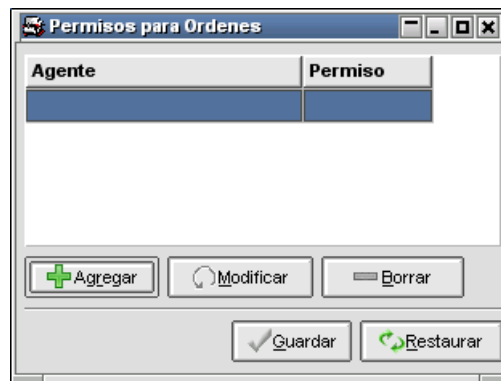 Permisos para Ordenes
Agente Permiso
Agregar Modificar Borrar
Guardar Restaurar